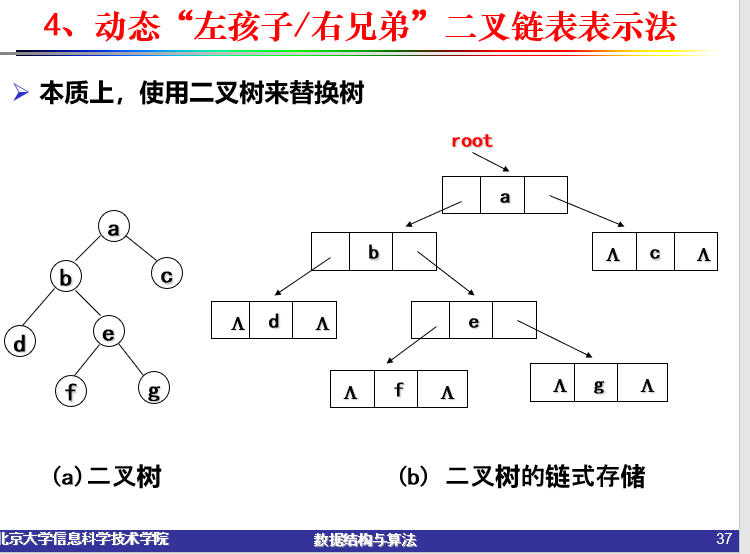 4、动态“左孩子/右兄弟”二叉链表表示法
本质上，使用二叉树来替换树
root
a
b
c
d
e
f
g
a
b
Λ c Λ
Λ d Λ
e
Λ f Λ
Λ g Λ
(a)二叉树
(b) 二叉树的链式存储
北京大学信息科学技术学院
数据结构与算法
37